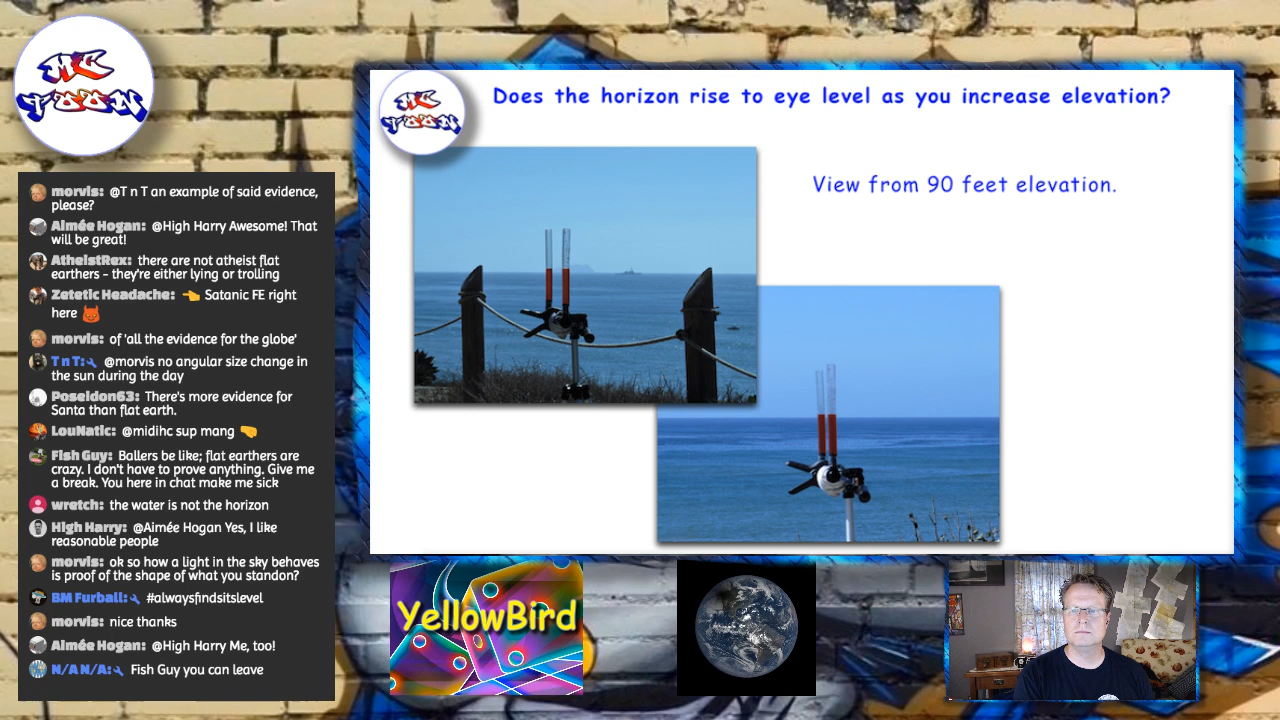 MC
TOON
MC
TOON
Does the horizon rise to eye level as you increase elevation?
View from 90 feet elevation.
morvis: @T n T an example of said evidence,
please?
Aimée Hogan: @High Harry Awesome! That
will be great!
AtheistRex: there are not atheist flat
earthers - they're either lying or trolling
Zetetic Headache: 👈 Satanic FE right
here 😈
morvis: of 'all the evidence for the globe'
T n T: @morvis no angular size change in
the sun during the day
Poseidon63: There's more evidence for
Santa than flat earth.
LouNatic: @midihc sup mang 🤜
Fish Guy: Ballers be like; flat earthers are
crazy. I don't have to prove anything. Give me
a break. You here in chat make me sick
wretch: the water is not the horizon
High Harry: @Aimée Hogan Yes, I like
reasonable people
morvis: ok so how a light in the sky behaves
is proof of the shape of what you standon?
BM Furball: #alwaysfindsitslevel
morvis: nice thanks
Aimée Hogan: @High Harry Me, too!
N/A N/A: Fish Guy you can leave
YellowBird